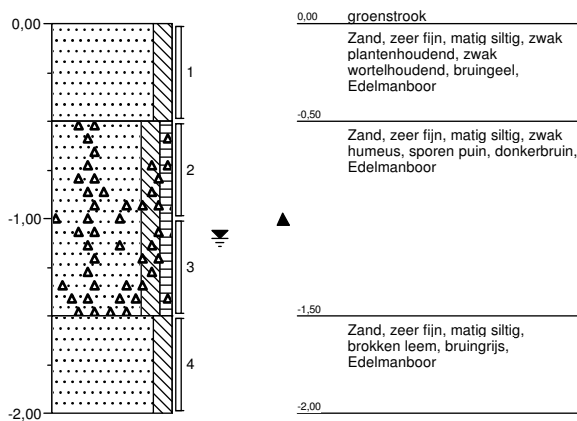 0,00
-1,00
-2,00
1
2
3
4
0,00
groenstrook
Zand, zeer fijn, matig siltig, zwak
plantenhoudend, zwak
wortelhoudend, bruingeel,
Edelmanboor
-0,50
Zand, zeer fijn, matig siltig, zwak
humeus, sporen puin, donkerbruin,
Edelmanboor
-1,50
Zand, zeer fijn, matig siltig,
brokken leem, bruingrijs,
Edelmanboor
-2,00